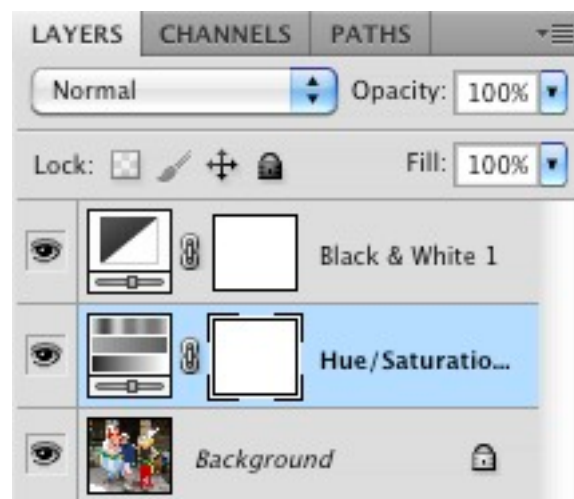 LAYERS CHANNELS PATHS
Normal Opacity: 100%
Lock: Fill: 100%
Black & White 1
Hue/Saturatio...
Background